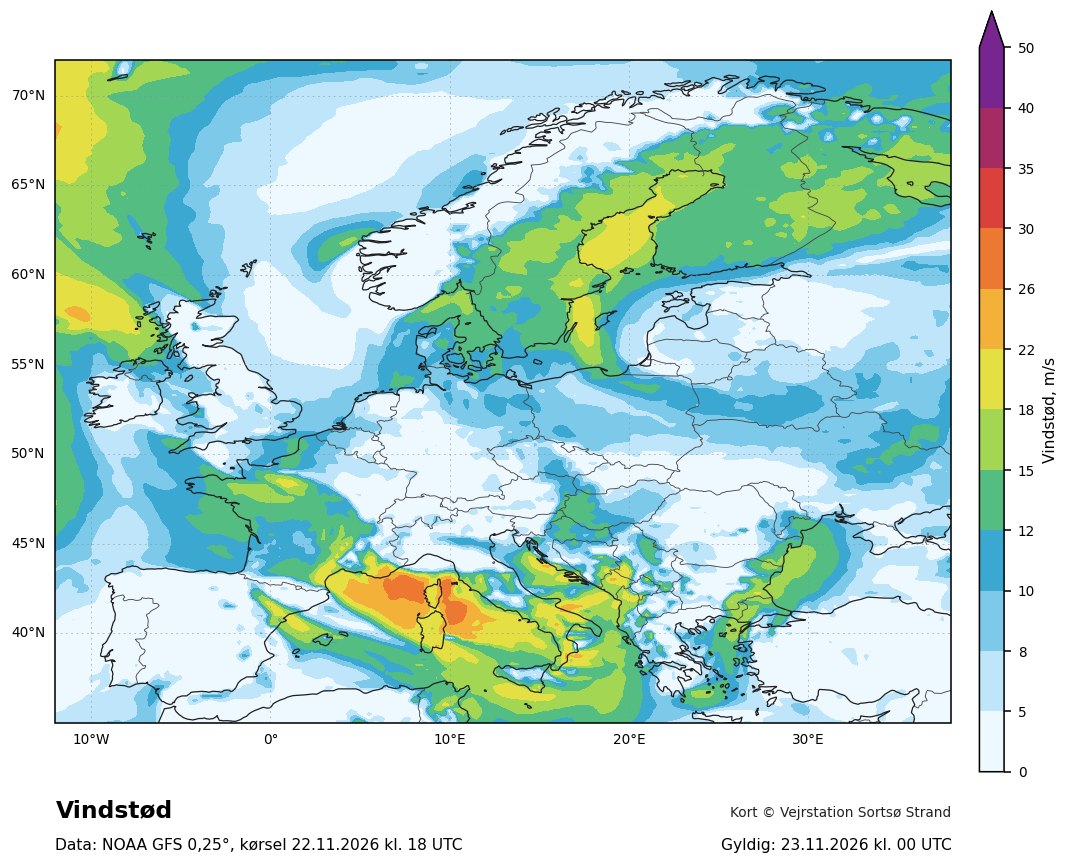 50
40
35
30
26
22
18
15
12
10
8
5
0
Vindstød, m/s
70°N
65°N
60°N
55°N
50°N
45°N
40°N
10°W
0°
10°E
20°E
30°E
Vindstød
Kort © Vejrstation Sortsø Strand
Data: NOAA GFS 0,25°, kørsel 22.11.2026 kl. 18 UTC
Gyldig: 23.11.2026 kl. 00 UTC